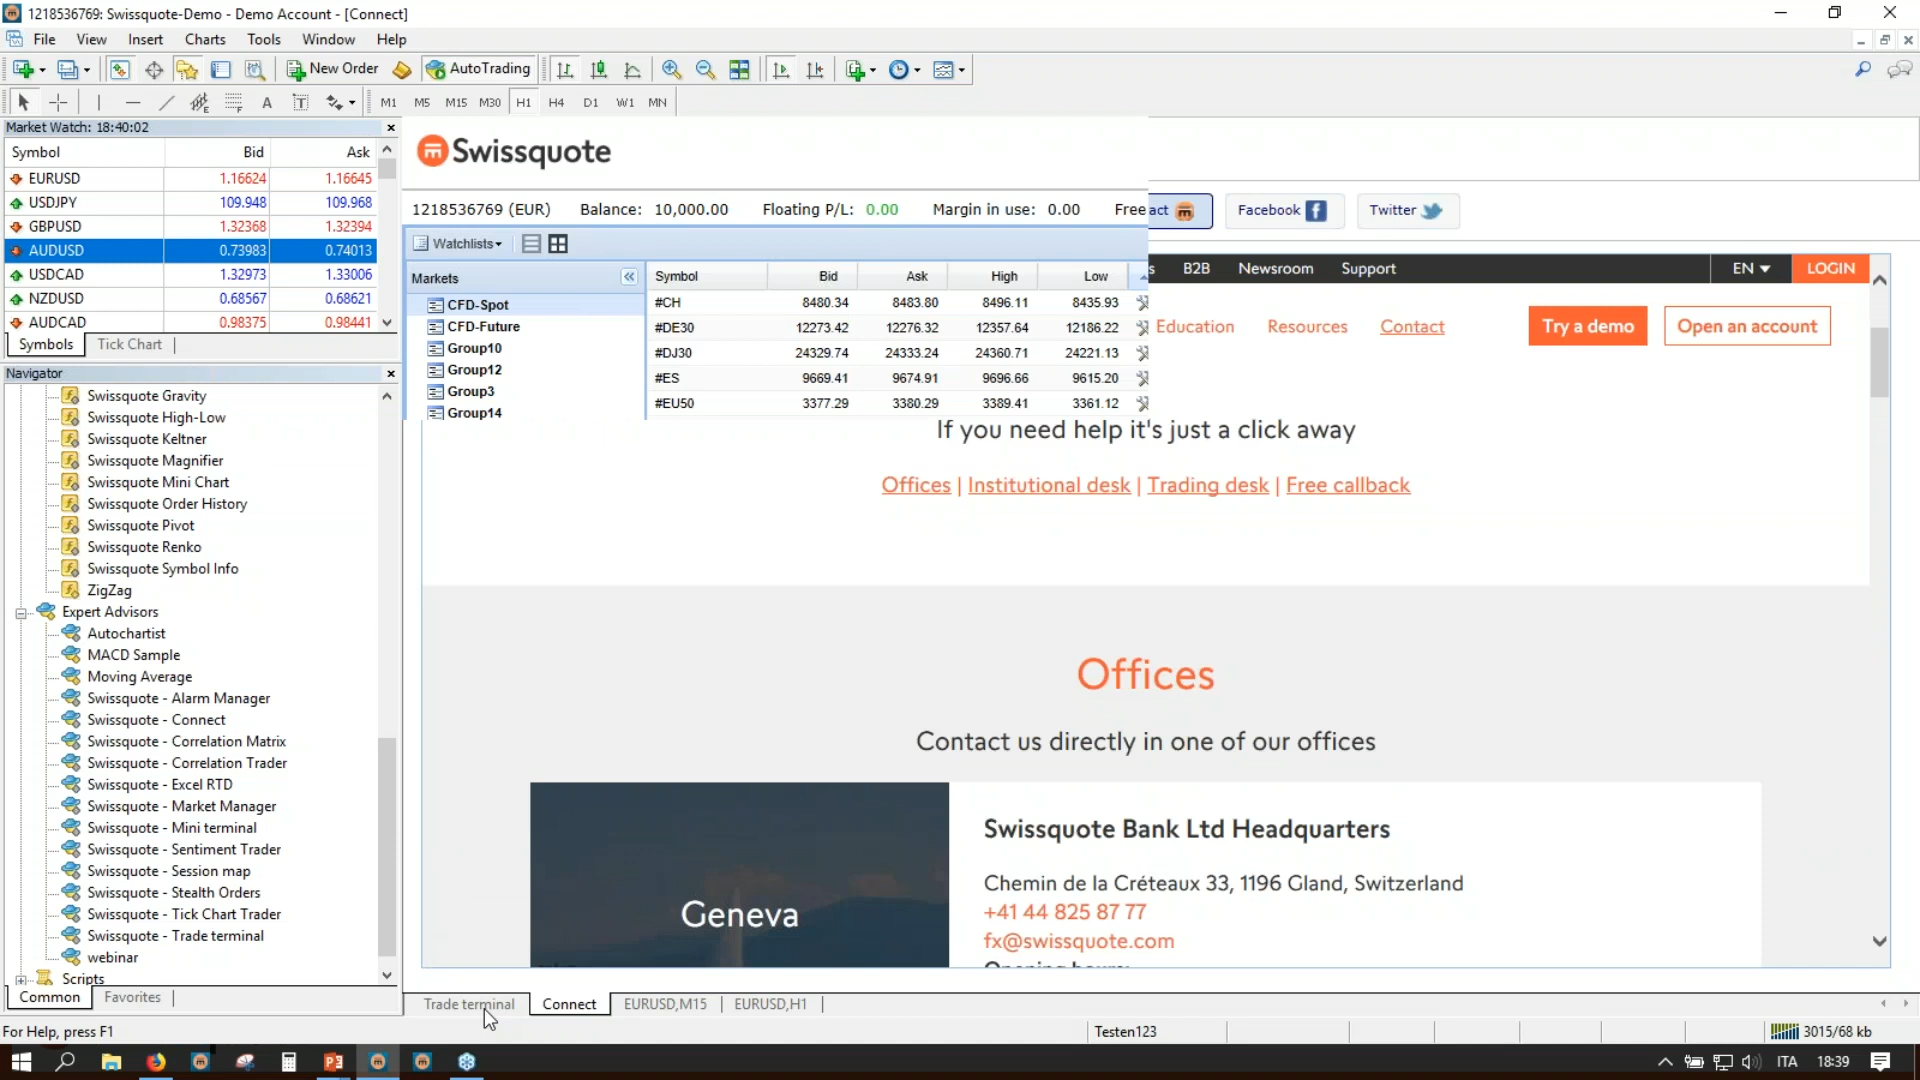 1218536769: Swissquote-Demo - Demo Account - [Connect]
File View Insert Charts Tools Window Help
New Order AutoTrading
A T M1 M5 M15 M30 H1 H4 D1 W1 MN
Market Watch: 18:40:02
Symbol Bid Ask
EURUSD 1.16624 1.16645
USDJPY 109.948 109.968
GBPUSD 1.32368 1.32394
AUDUSD 0.73983 0.74013
USDCAD 1.32973 1.33006
NZDUSD 0.68567 0.68621
AUDCAD 0.98375 0.98441
Symbols Tick Chart
Navigator
Swissquote Gravity
Swissquote High-Low
Swissquote Keltner
Swissquote Magnifier
Swissquote Mini Chart
Swissquote Order History
Swissquote Pivot
Swissquote Renko
Swissquote Symbol Info
ZigZag
Expert Advisors
Autochartist
MACD Sample
Moving Average
Swissquote - Alarm Manager
Swissquote - Connect
Swissquote - Correlation Matrix
Swissquote - Correlation Trader
Swissquote - Excel RTD
Swissquote - Market Manager
Swissquote - Mini terminal
Swissquote - Sentiment Trader
Swissquote - Session map
Swissquote - Stealth Orders
Swissquote - Tick Chart Trader
Swissquote - Trade terminal
webinar
Scripts
Common Favorites
Swissquote
1218536769 (EUR) Balance: 10,000.00 Floating P/L: 0.00 Margin in use: 0.00 Free
act Facebook Twitter
Watchlists
Markets
CFD-Spot
CFD-Future
Group10
Group12
Group3
Group14
Symbol Bid Ask High Low
#CH 8480.34 8483.80 8496.11 8435.93
#DE30 12273.42 12276.32 12357.64 12186.22
#DJ30 24329.74 24333.24 24360.71 24221.13
#ES 9669.41 9674.91 9696.66 9615.20
#EU50 3377.29 3380.29 3389.41 3361.12
s B2B Newsroom Support EN LOGIN
Education Resources Contact Try a demo Open an account
If you need help it's just a click away
Offices | Institutional desk | Trading desk | Free callback
Offices
Contact us directly in one of our offices
Geneva
Swissquote Bank Ltd Headquarters
Chemin de la Créteaux 33, 1196 Gland, Switzerland
+41 44 825 87 77
fx@swissquote.com
Opening hours:
Trade terminal Connect EURUSD,M15 EURUSD,H1
For Help, press F1 Testen123 3015/68 kb
ITA 18:39